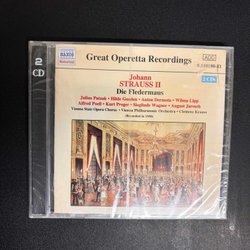 2
CD
NAXOS
Historical
Great Operetta Recordings
ADD
8.110180-81
2 CDs
Johann
STRAUSS II
Die Fledermaus
Julius Patzak • Hilde Gueden • Anton Dermota • Wilma Lipp
Alfred Poell • Kurt Preger • Sieglinde Wagner • August Jaresch
Vienna State Opera Chorus • Vienna Philharmonic Orchestra • Clemens Krauss
(Recorded in 1950)